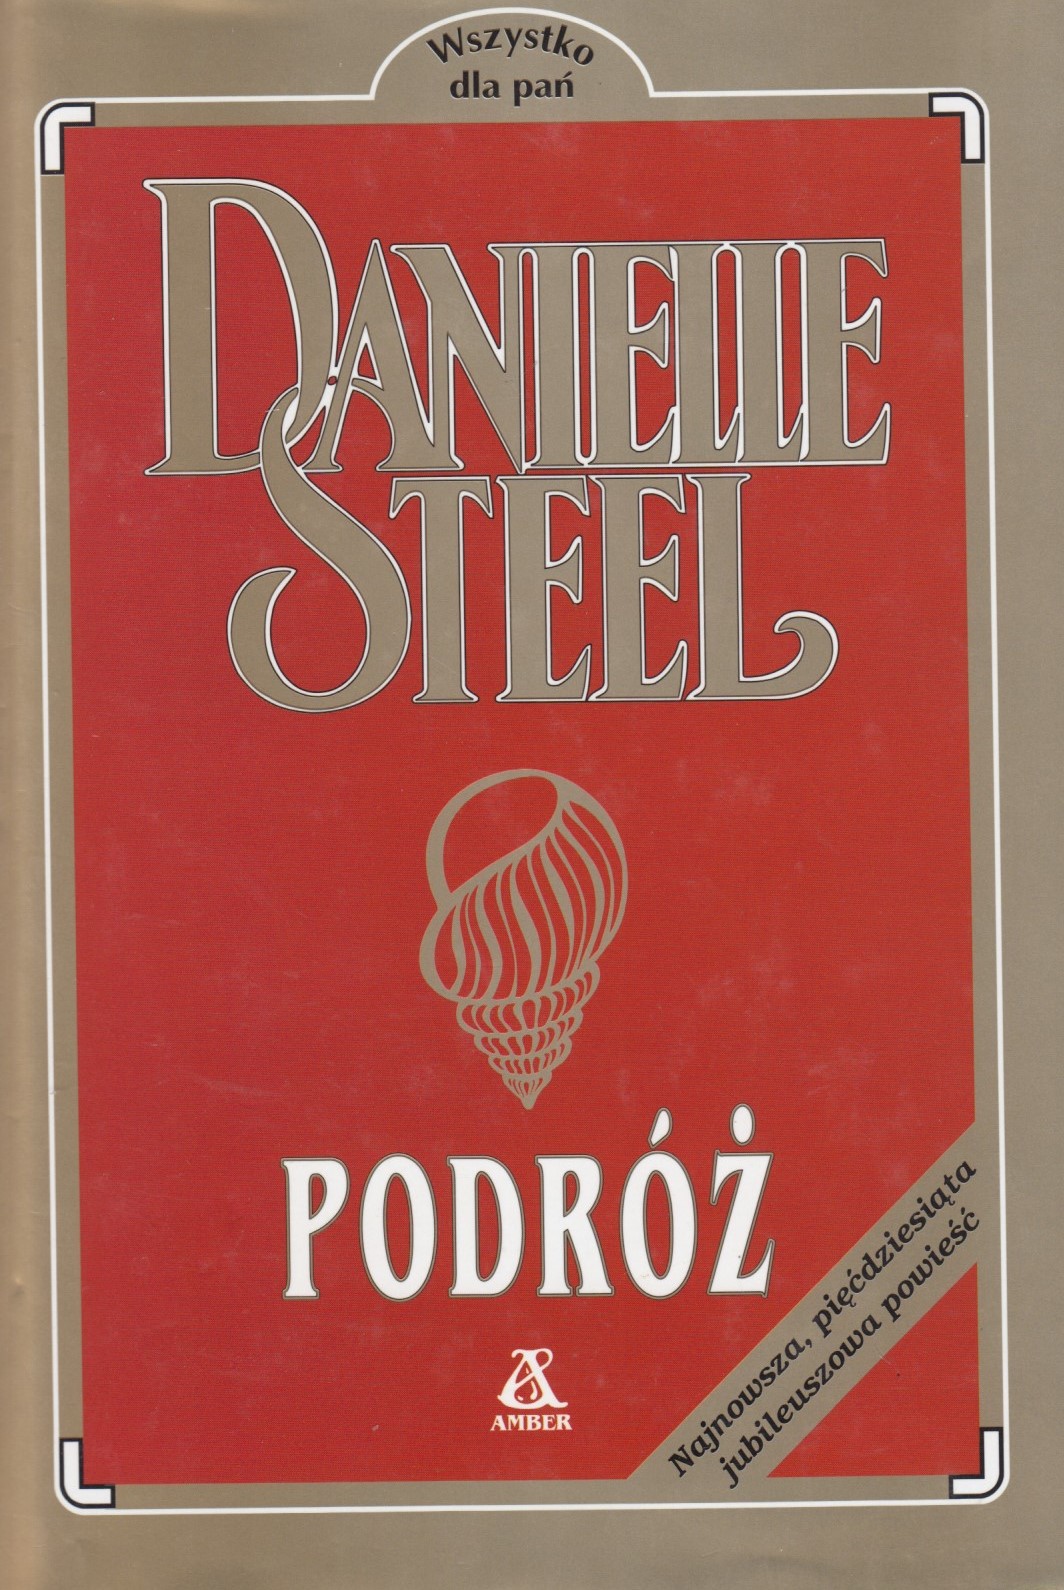 Wszystko
dla pań
DANIELLE
STEEL
PODRÓŻ
AMBER
Najnowsza, pięćdziesiąta
jubileuszowa powieść